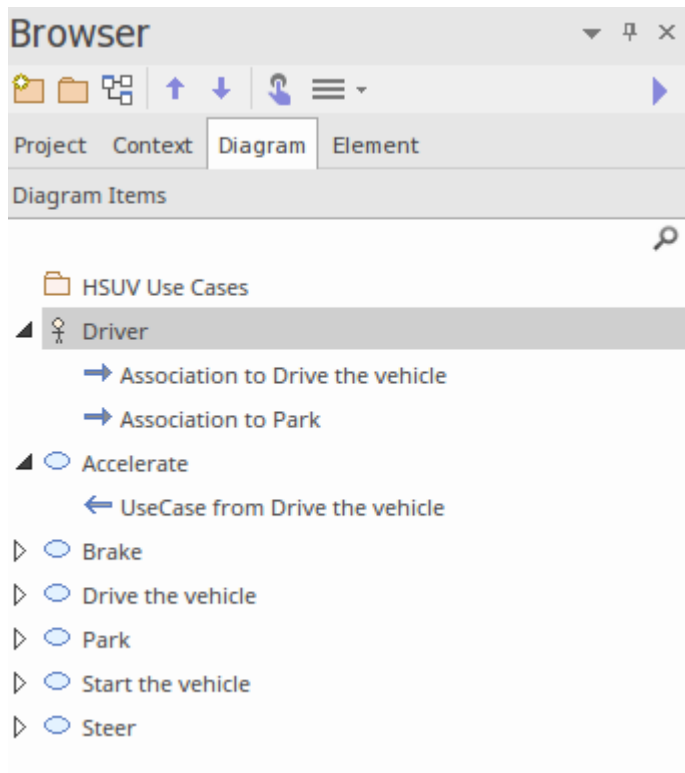 Browser
Project Context Diagram Element
Diagram Items
HSUV Use Cases
Driver
Association to Drive the vehicle
Association to Park
Accelerate
UseCase from Drive the vehicle
Brake
Drive the vehicle
Park
Start the vehicle
Steer